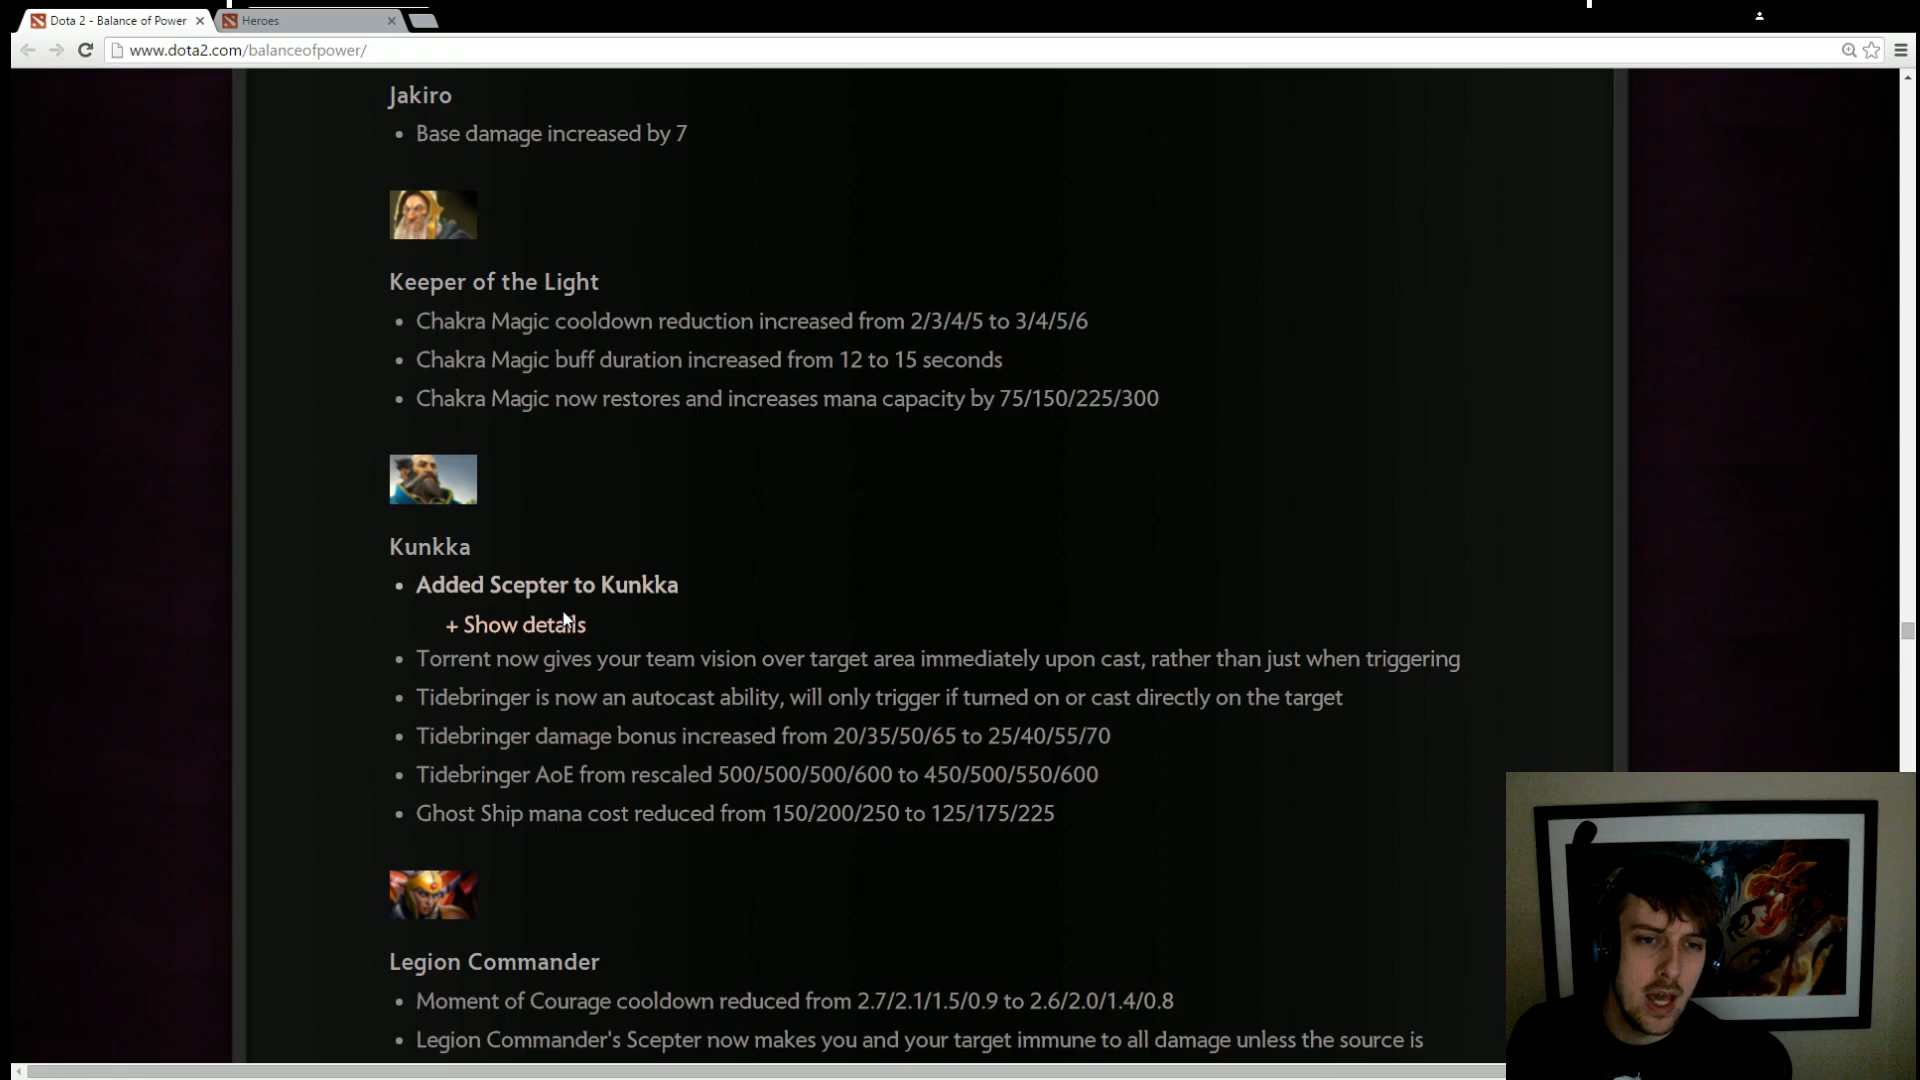 Dota 2 - Balance of Power
Heroes
www.dota2.com/balanceofpower/
Jakiro
• Base damage increased by 7
Keeper of the Light
• Chakra Magic cooldown reduction increased from 2/3/4/5 to 3/4/5/6
• Chakra Magic buff duration increased from 12 to 15 seconds
• Chakra Magic now restores and increases mana capacity by 75/150/225/300
Kunkka
• Added Scepter to Kunkka
+ Show details
• Torrent now gives your team vision over target area immediately upon cast, rather than just when triggering
• Tidebringer is now an autocast ability, will only trigger if turned on or cast directly on the target
• Tidebringer damage bonus increased from 20/35/50/65 to 25/40/55/70
• Tidebringer AoE from rescaled 500/500/500/600 to 450/500/550/600
• Ghost Ship mana cost reduced from 150/200/250 to 125/175/225
Legion Commander
• Moment of Courage cooldown reduced from 2.7/2.1/1.5/0.9 to 2.6/2.0/1.4/0.8
• Legion Commander's Scepter now makes you and your target immune to all damage unless the source is